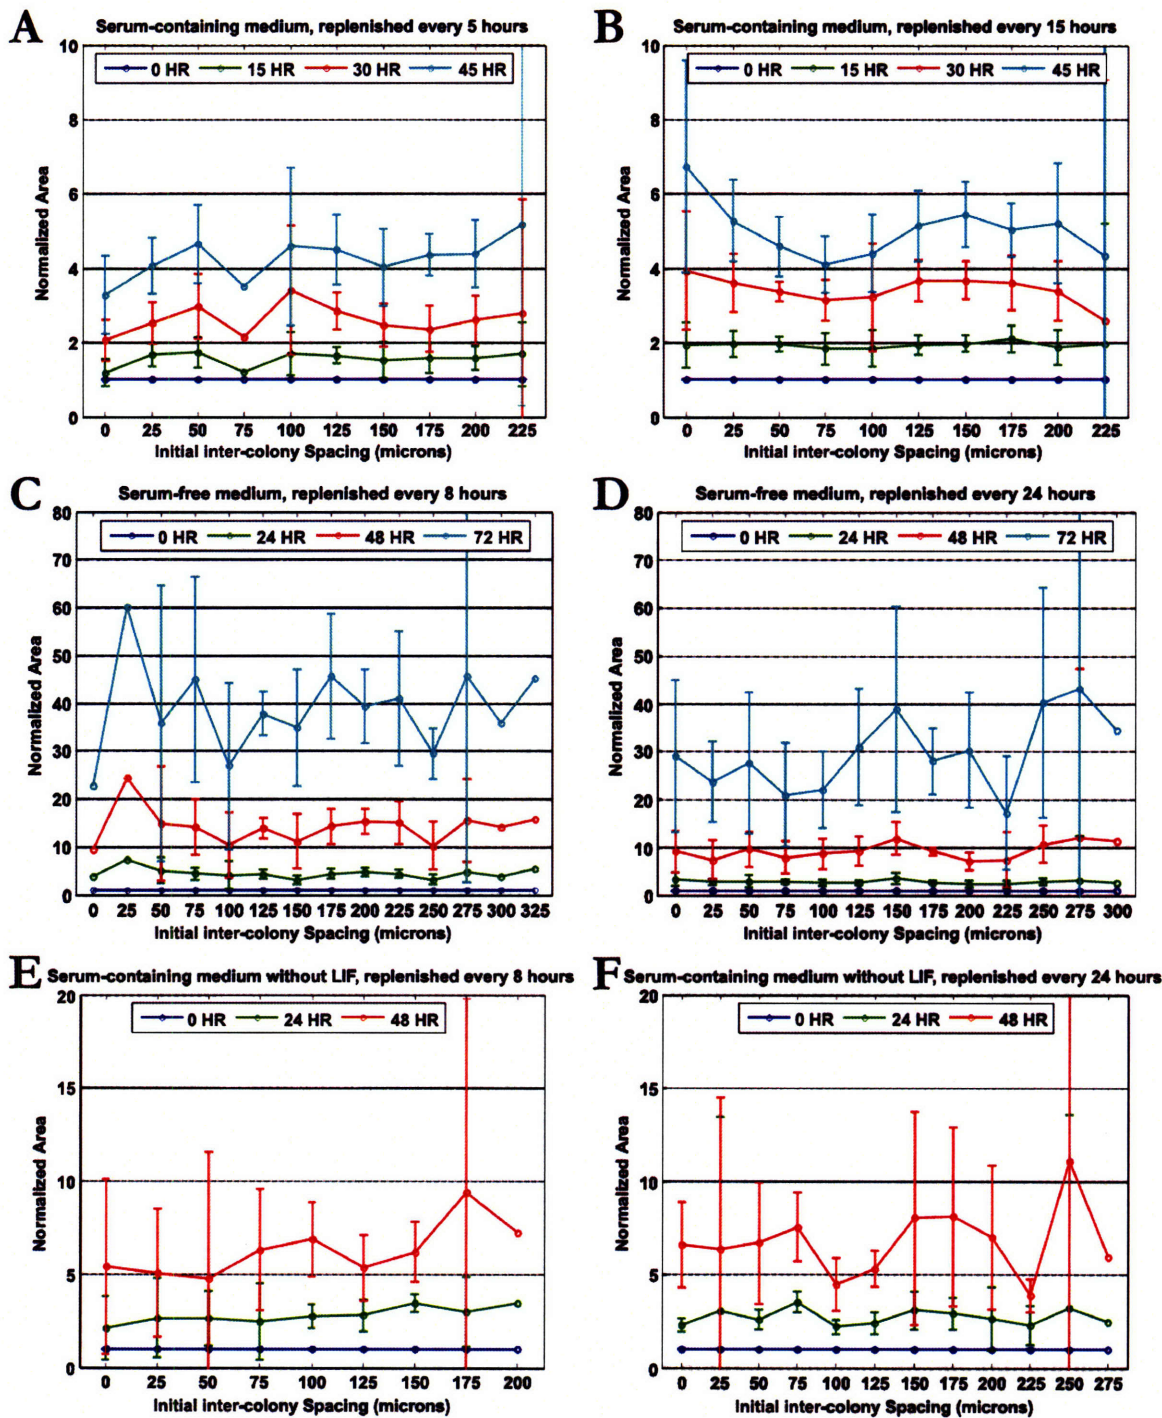 A Serum-containing medium, replenished every 5 hours
0 HR 15 HR 30 HR 45 HR
Normalized Area
10
8
6
4
2
0
0 25 50 75 100 125 150 175 200 225
Initial inter-colony Spacing (microns)
B Serum-containing medium, replenished every 15 hours
0 HR 15 HR 30 HR 45 HR
Normalized Area
10
8
6
4
2
0
0 25 50 75 100 125 150 175 200 225
Initial inter-colony Spacing (microns)
C Serum-free medium, replenished every 8 hours
0 HR 24 HR 48 HR 72 HR
Normalized Area
80
70
60
50
40
30
20
10
0
0 25 50 75 100 125 150 175 200 225 250 275 300 325
Initial inter-colony Spacing (microns)
D Serum-free medium, replenished every 24 hours
0 HR 24 HR 48 HR 72 HR
Normalized Area
80
70
60
50
40
30
20
10
0
0 25 50 75 100 125 150 175 200 225 250 275 300
Initial inter-colony Spacing (microns)
E Serum-containing medium without LIF, replenished every 8 hours
0 HR 24 HR 48 HR
Normalized Area
20
15
10
5
0
0 25 50 75 100 125 150 175 200
Initial inter-colony Spacing (microns)
F Serum-containing medium without LIF, replenished every 24 hours
0 HR 24 HR 48 HR
Normalized Area
20
15
10
5
0
0 25 50 75 100 125 150 175 200 225 250 275
Initial inter-colony Spacing (microns)